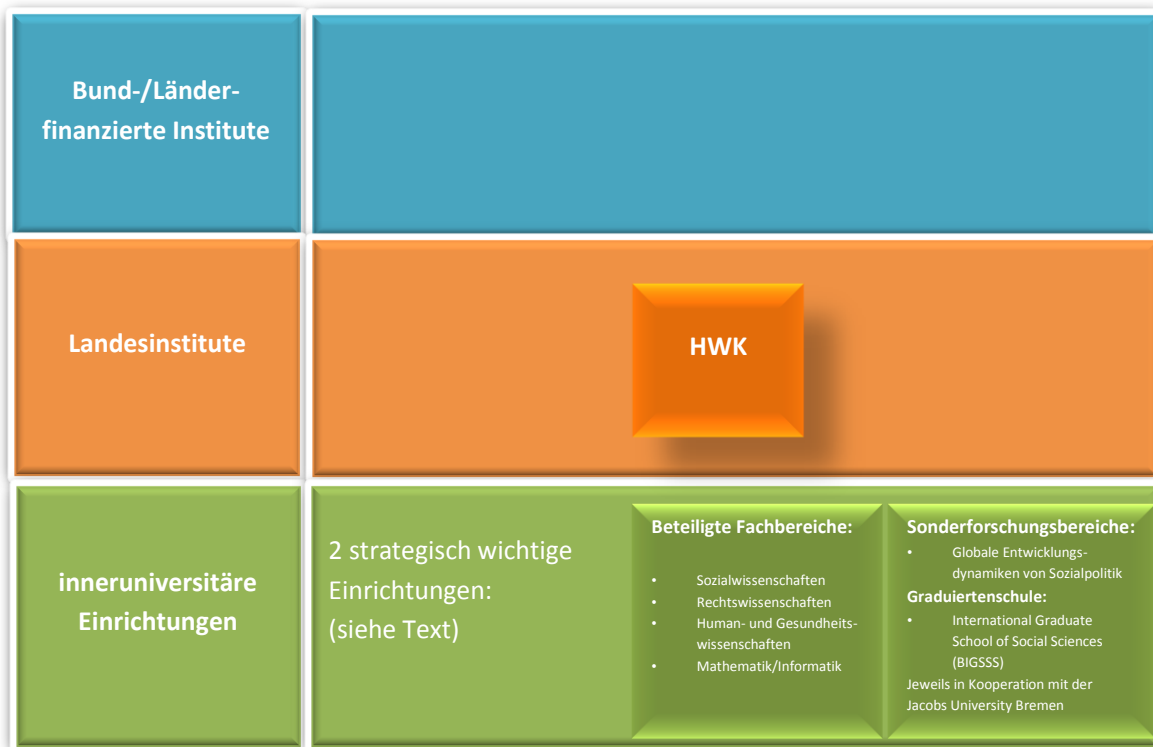 Bund-/Länder-
finanzierte Institute
Landesinstitute
HWK
inneruniversitäre
Einrichtungen
2 strategisch wichtige
Einrichtungen:
(siehe Text)
Beteiligte Fachbereiche:
• Sozialwissenschaften
• Rechtswissenschaften
• Human- und Gesundheits-
wissenschaften
• Mathematik/Informatik
Sonderforschungsbereiche:
• Globale Entwicklungs-
dynamiken von Sozialpolitik
Graduiertenschule:
• International Graduate
School of Social Sciences
(BIGSSS)
Jeweils in Kooperation mit der
Jacobs University Bremen